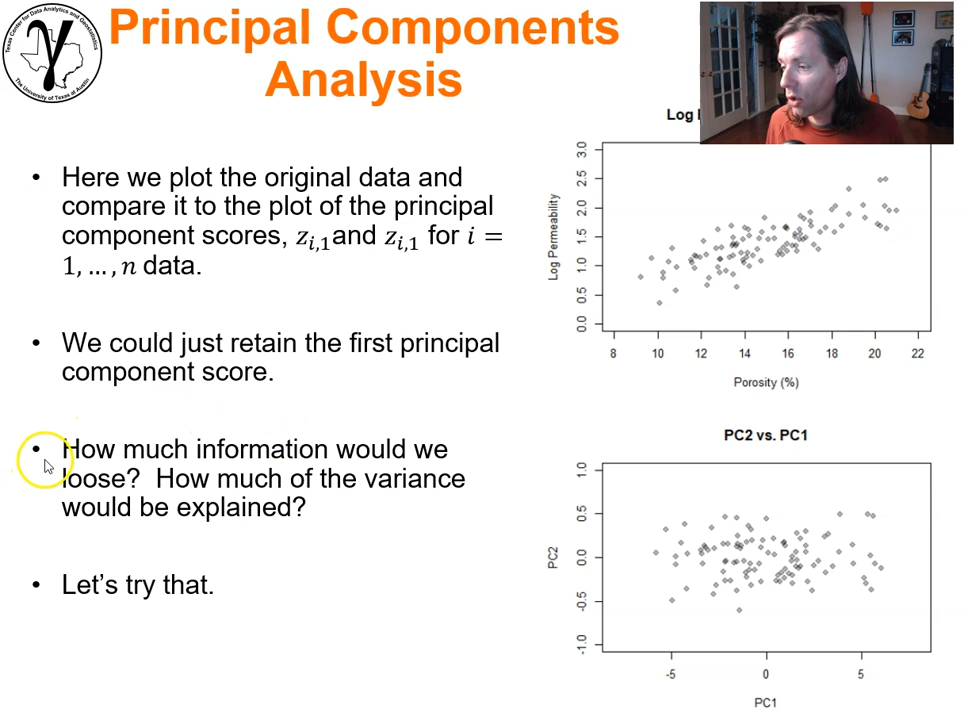 Texas Center for Data Analytics and Geostatistics
The University of Texas at Austin
Principal Components
Analysis
• Here we plot the original data and
compare it to the plot of the principal
component scores, z_{i,1} and z_{i,1} for i =
1, …, n data.
• We could just retain the first principal
component score.
• How much information would we
loose? How much of the variance
would be explained?
• Let's try that.
Log
3.0
2.5
2.0
1.5
1.0
0.5
0.0
Log Permeability
8 10 12 14 16 18 20 22
Porosity (%)
PC2 vs. PC1
1.0
0.5
0.0
-0.5
-1.0
PC2
-5 0 5
PC1